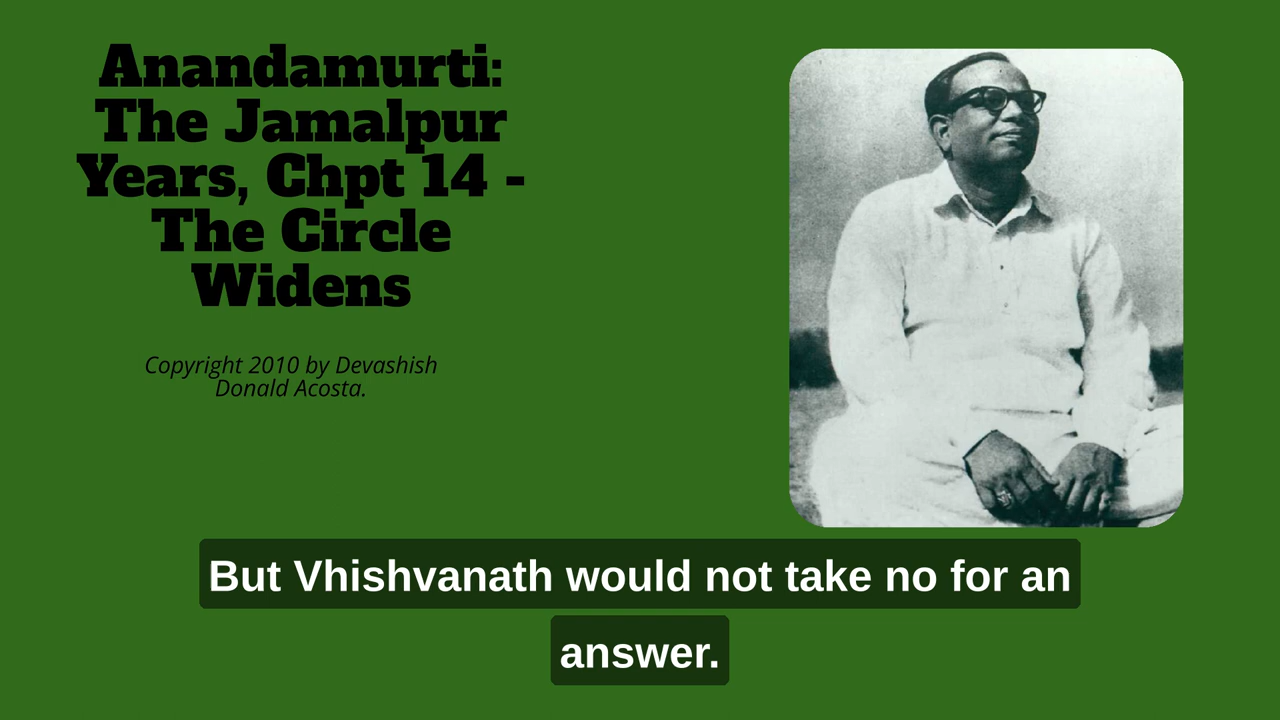 Anandamurti:
The Jamalpur
Years, Chpt 14 -
The Circle
Widens
Copyright 2010 by Devashish
Donald Acosta.
But Vhishvanath would not take no for an
answer.